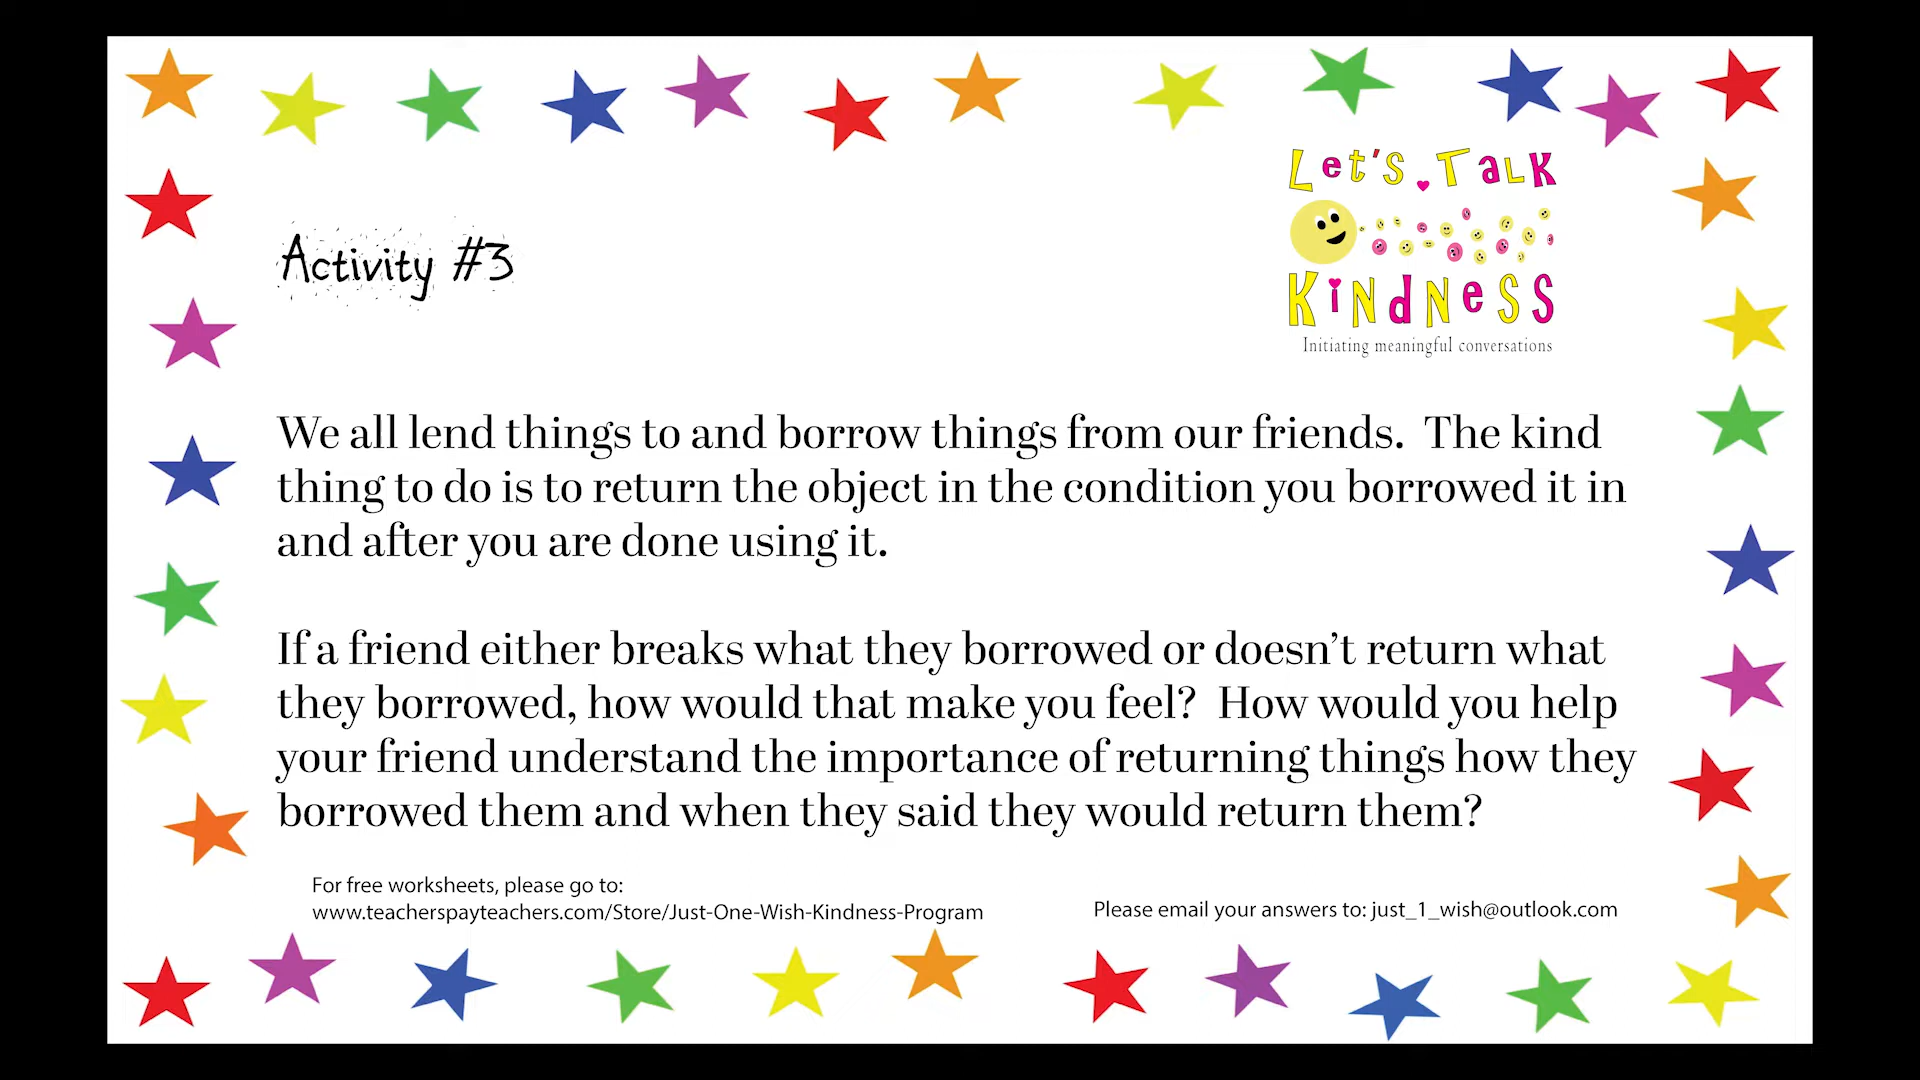 Let's Talk
Kindness
Initiating meaningful conversations
Activity #3
We all lend things to and borrow things from our friends.  The kind
thing to do is to return the object in the condition you borrowed it in
and after you are done using it.
If a friend either breaks what they borrowed or doesn’t return what
they borrowed, how would that make you feel?  How would you help
your friend understand the importance of returning things how they
borrowed them and when they said they would return them?
For free worksheets, please go to:
www.teacherspayteachers.com/Store/Just-One-Wish-Kindness-Program
Please email your answers to: just_1_wish@outlook.com